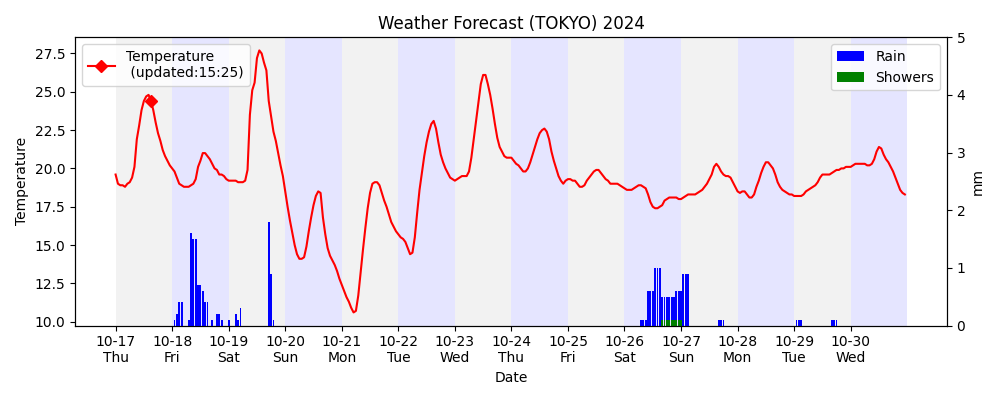 Weather Forecast (TOKYO) 2024
Temperature
(updated:15:25)
Rain
Showers
27.5
25.0
22.5
20.0
17.5
15.0
12.5
10.0
Temperature
5
4
3
2
1
0
mm
10-17 10-18 10-19 10-20 10-21 10-22 10-23 10-24 10-25 10-26 10-27 10-28 10-29 10-30
Thu Fri Sat Sun Mon Tue Wed Thu Fri Sat Sun Mon Tue Wed
Date